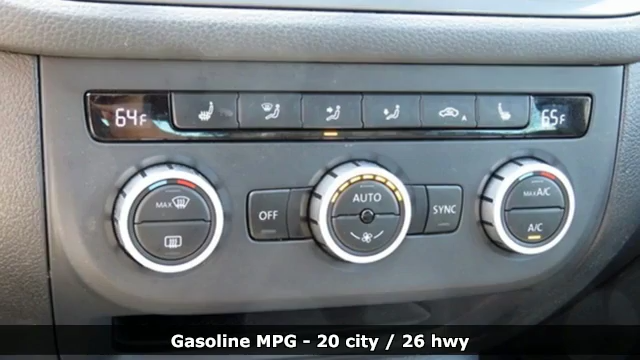 64F
A
65F
MAX
AUTO
MAX A/C
OFF
SYNC
A/C
Gasoline MPG - 20 city / 26 hwy